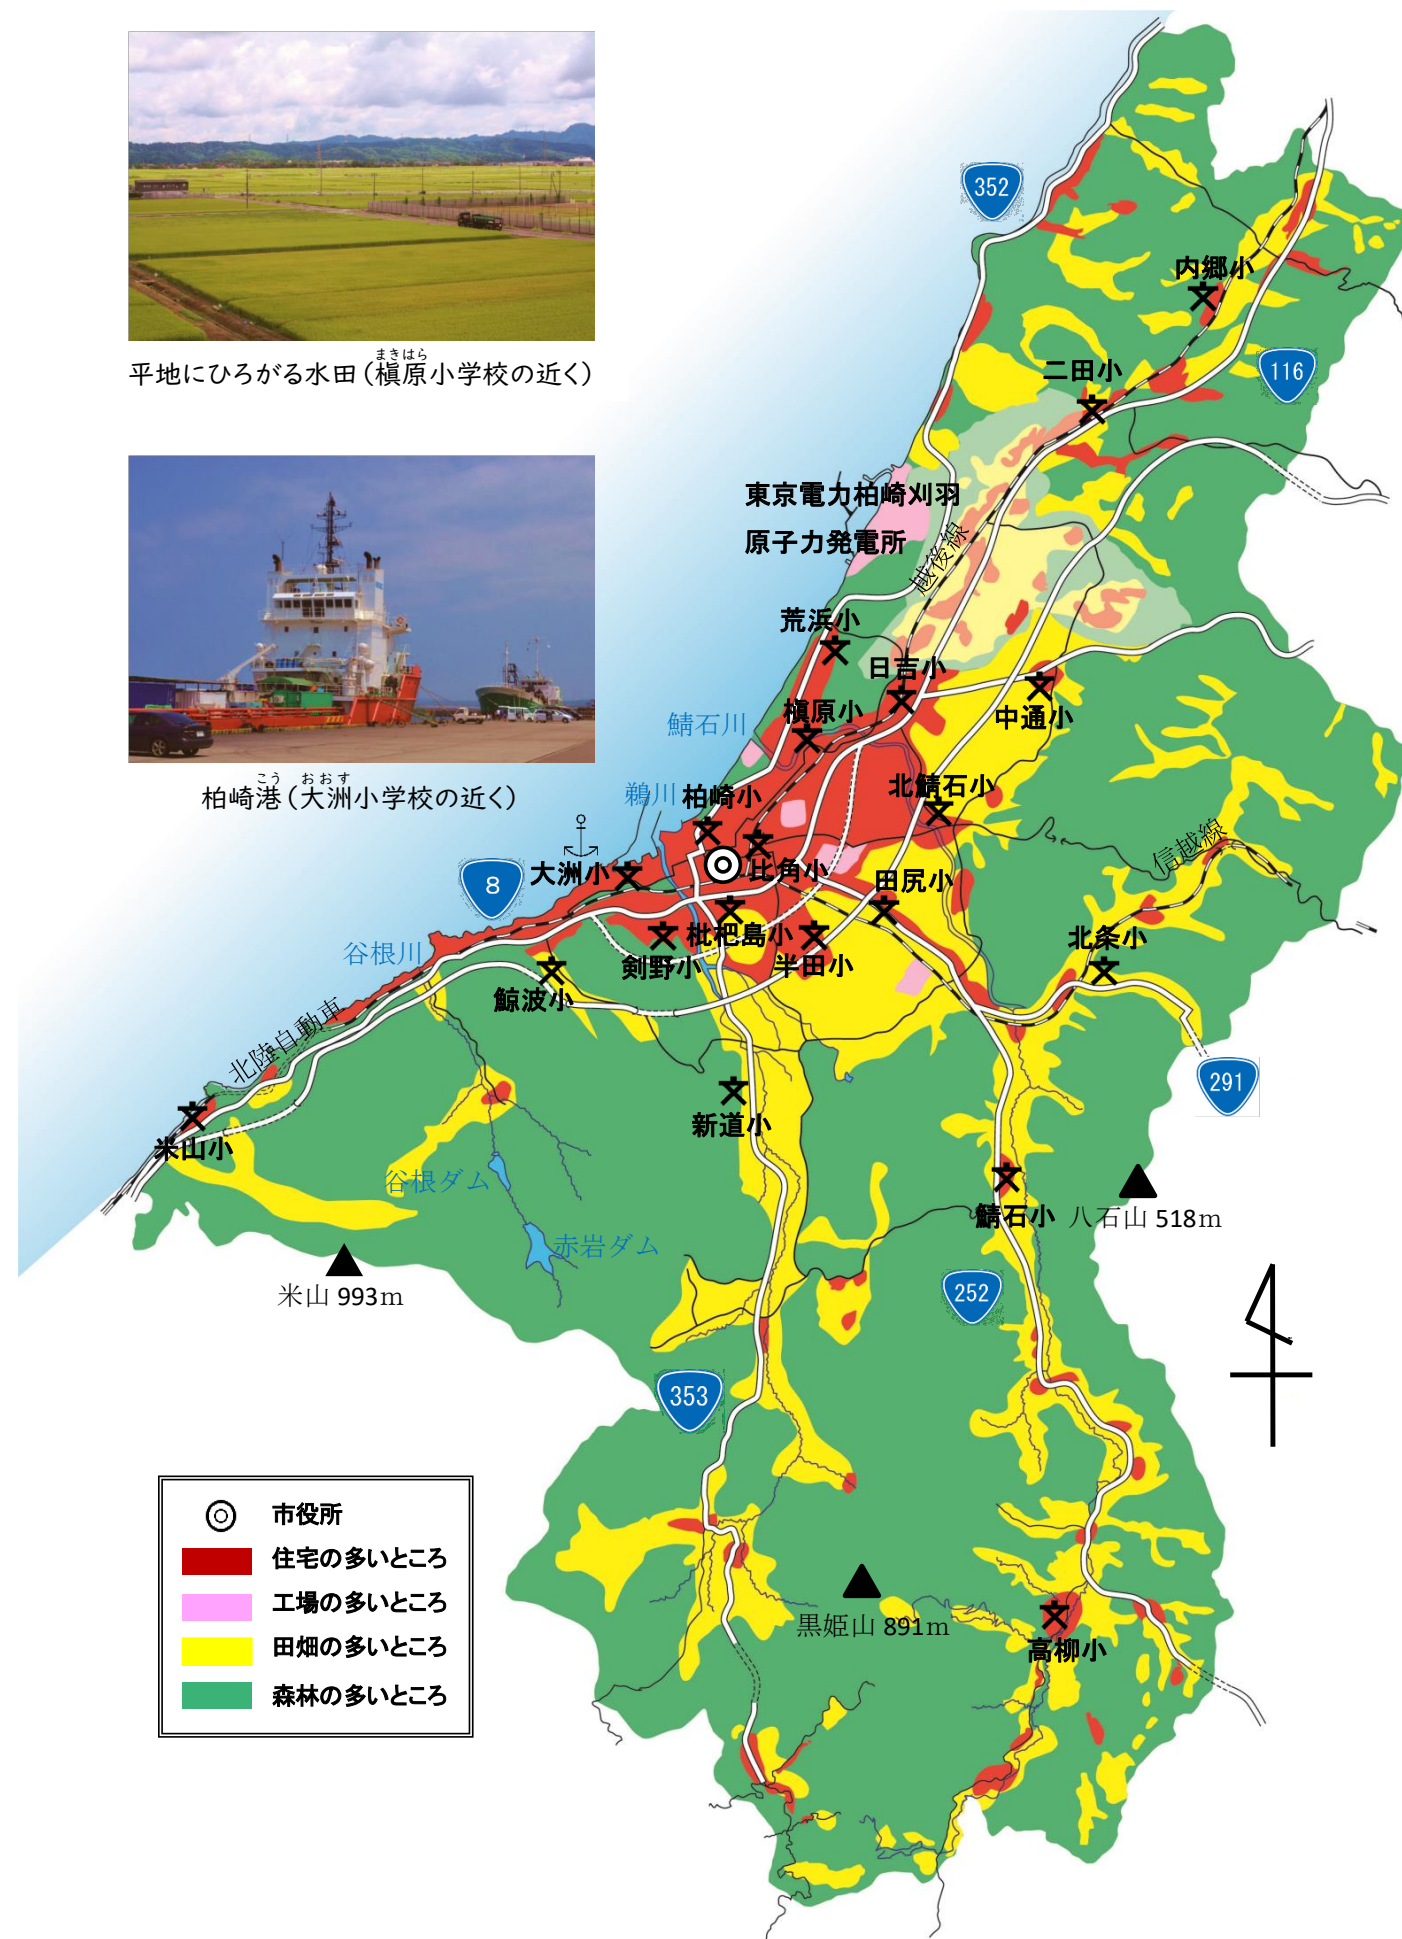 352
内郷小
まきはら
平地にひろがる水田(槇原小学校の近く)
116
二田小
東京電力柏崎刈羽
原子力発電所
越後線
荒浜小
日吉小
鯖石川
槇原小
中通小
こう おおす
柏崎港(大洲小学校の近く)
鵜川
柏崎小
北鯖石小
信越線
8
大洲小
比角小
田尻小
谷根川
枇杷島小
北条小
剣野小
半田小
鯨波小
北陸自動車
291
新道小
米山小
谷根ダム
鯖石小
八石山 518m
赤岩ダム
米山 993m
252
353
市役所
住宅の多いところ
工場の多いところ
田畑の多いところ
森林の多いところ
黒姫山 891m
高柳小